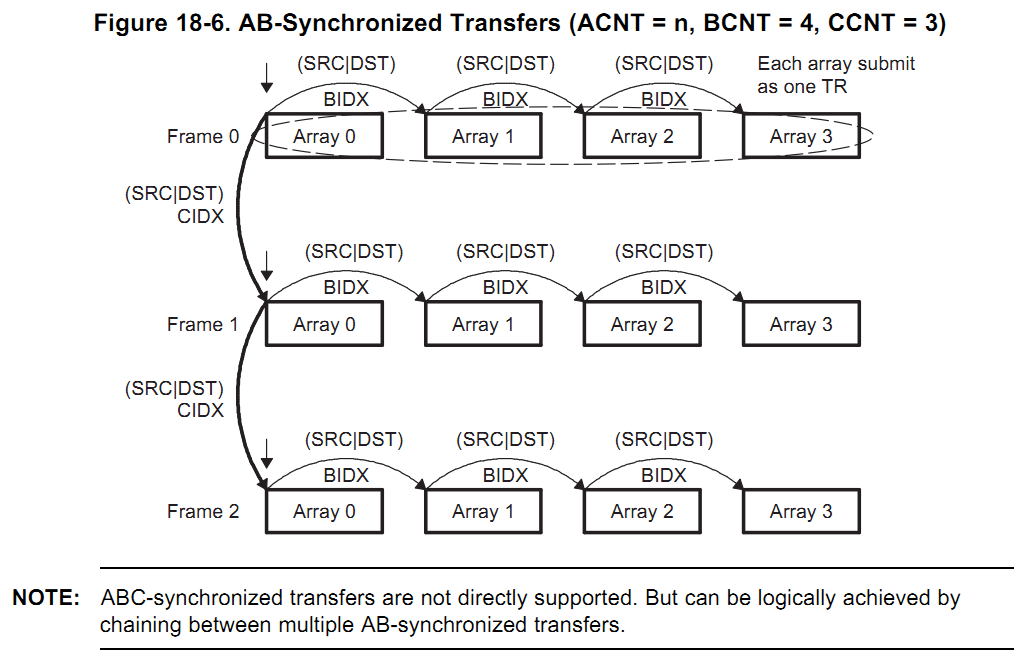 Figure 18-6. AB-Synchronized Transfers (ACNT = n, BCNT = 4, CCNT = 3)
(SRC|DST) (SRC|DST) (SRC|DST) Each array submit
as one TR
BIDX BIDX BIDX
Frame 0 Array 0 Array 1 Array 2 Array 3
(SRC|DST)
CIDX
(SRC|DST) (SRC|DST) (SRC|DST)
BIDX BIDX BIDX
Frame 1 Array 0 Array 1 Array 2 Array 3
(SRC|DST)
CIDX
(SRC|DST) (SRC|DST) (SRC|DST)
BIDX BIDX BIDX
Frame 2 Array 0 Array 1 Array 2 Array 3
NOTE: ABC-synchronized transfers are not directly supported. But can be logically achieved by
chaining between multiple AB-synchronized transfers.